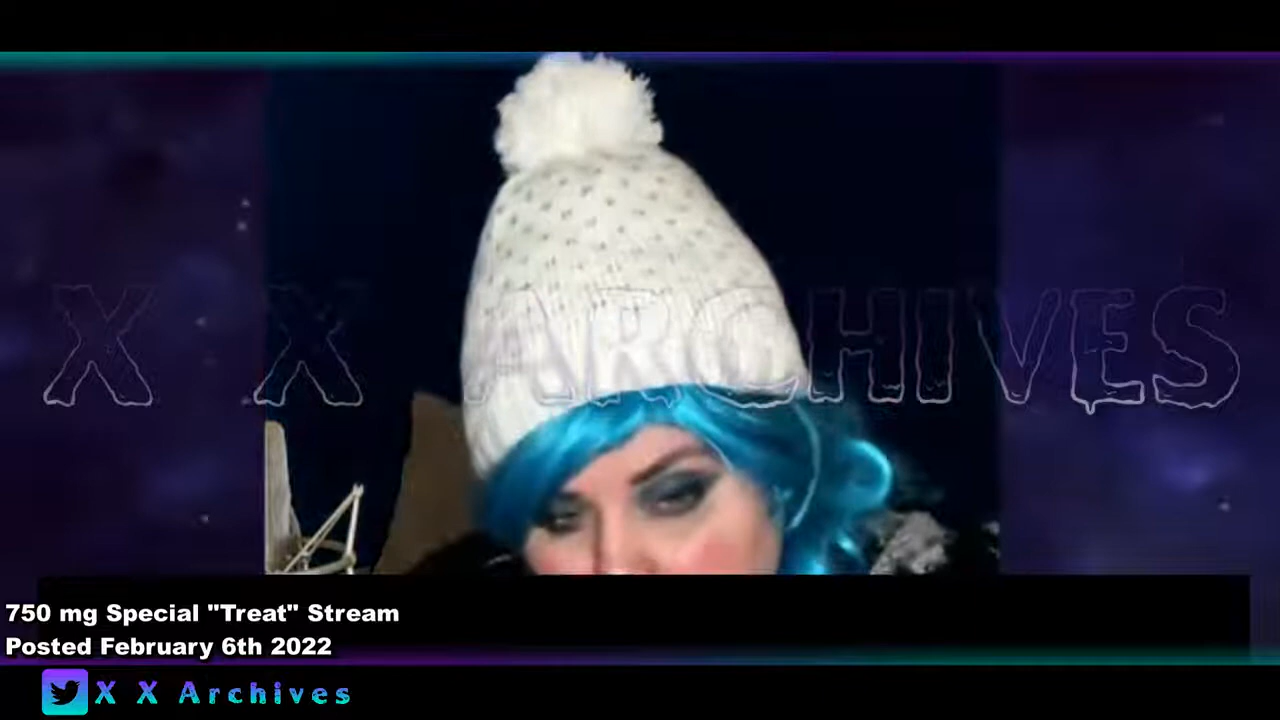 X X ARCHIVES
750 mg Special "Treat" Stream
Posted February 6th 2022
X X Archives